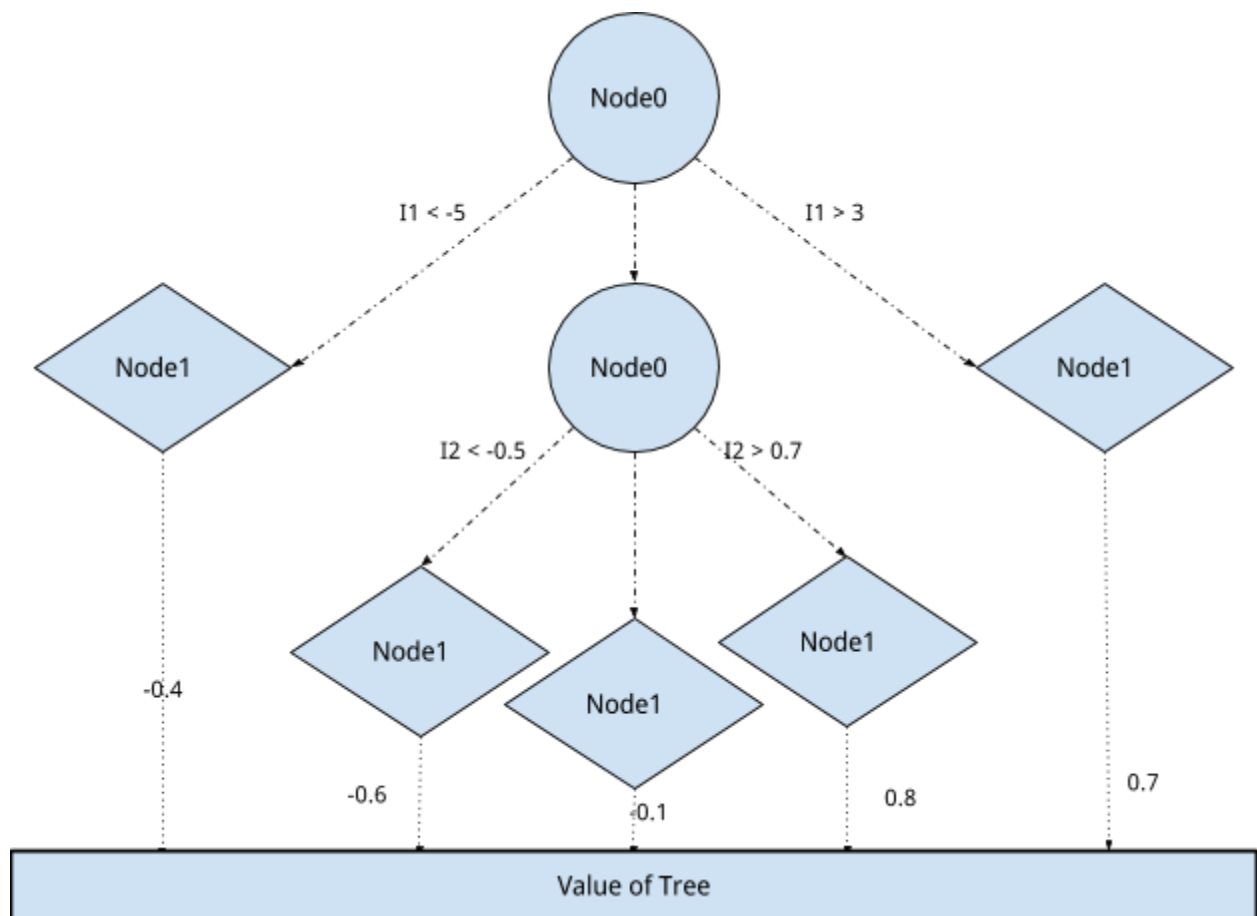 Node0
I1 < -5
I1 > 3
Node1
Node0
Node1
I2 < -0.5
I2 > 0.7
Node1
Node1
Node1
-0.4
-0.6
-0.1
0.8
0.7
Value of Tree